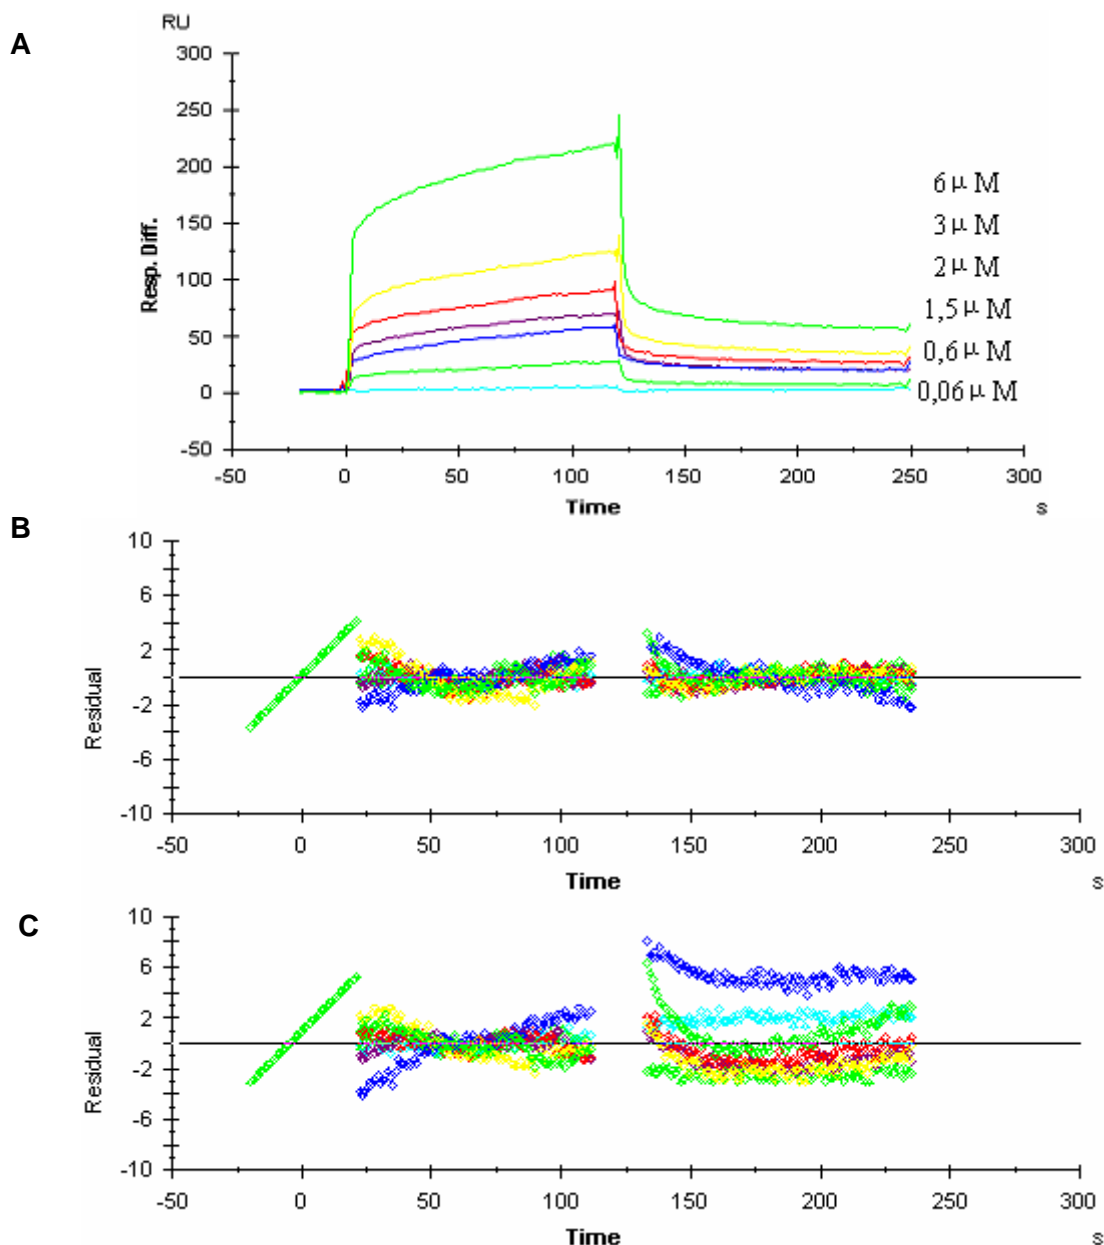 A
RU
300
250
200
150
100
50
0
-50
Resp. Diff.
6 μ M
3 μ M
2 μ M
1,5 μ M
0,6 μ M
0,06 μ M
-50 0 50 100 150 200 250 300
Time s
B
10
6
2
-2
-6
-10
Residual
-50 0 50 100 150 200 250 300
Time s
C
10
6
2
-2
-6
-10
Residual
-50 0 50 100 150 200 250 300
Time s